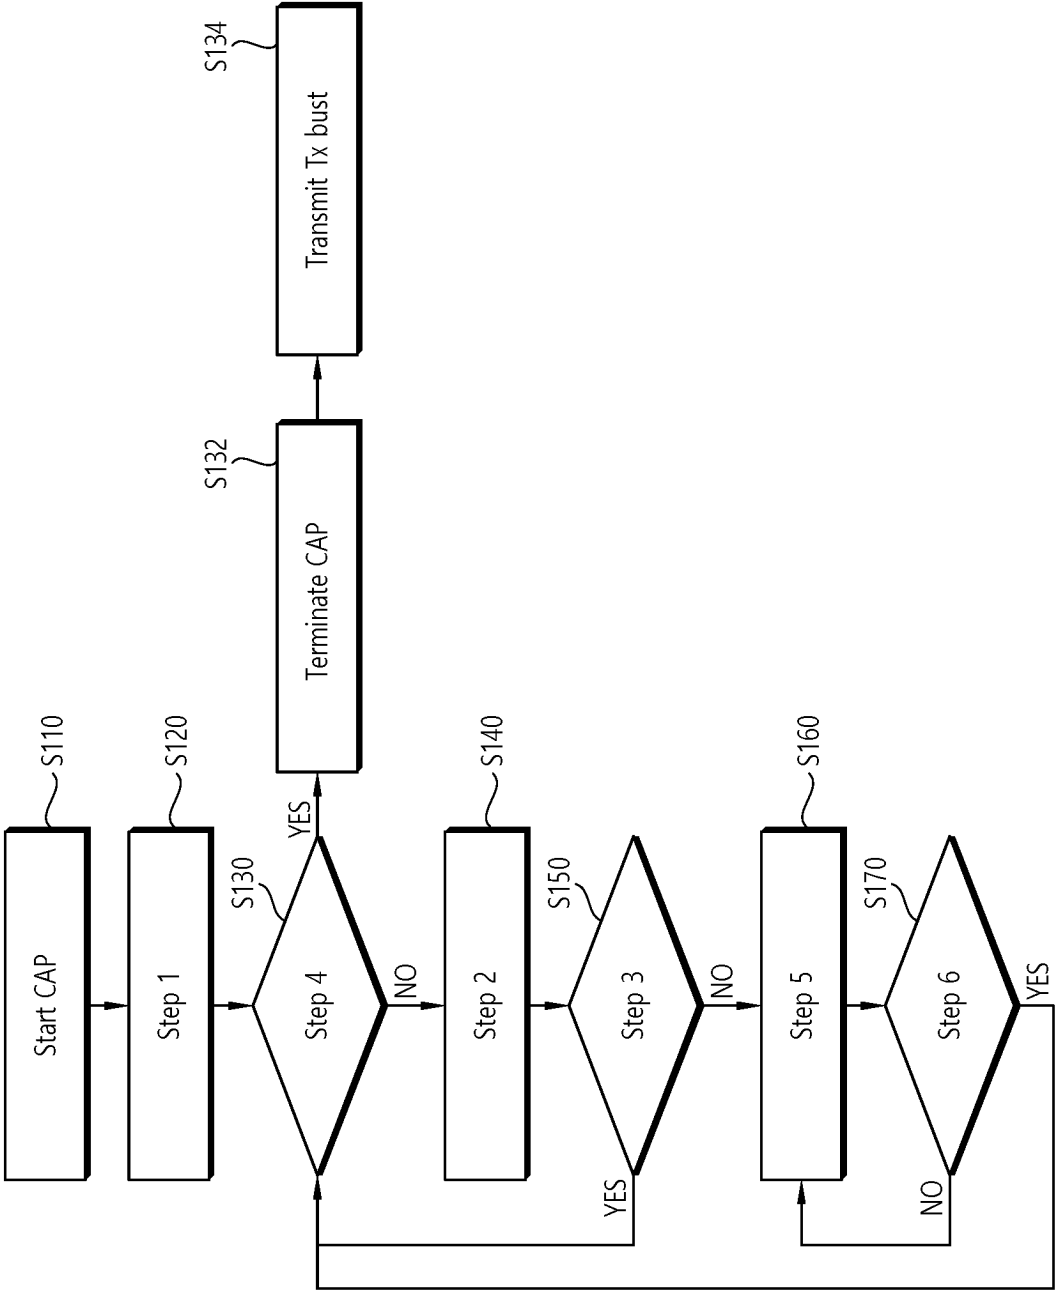 Start CAP
S110
Step 1
S120
Step 4
S130
YES
NO
Terminate CAP
S132
Transmit Tx bust
S134
Step 2
S140
Step 3
S150
YES
NO
Step 5
S160
Step 6
S170
NO
YES